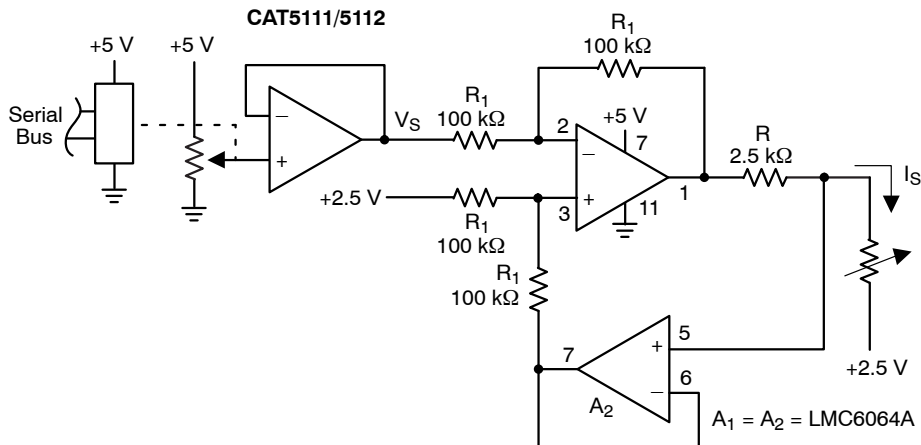 CAT5111/5112
+5 V
+5 V
Serial
Bus
−
+
VS
R1
100 kΩ
R1
100 kΩ
2
−
+5 V
7
+2.5 V
R1
100 kΩ
3
+
11
1
R
2.5 kΩ
IS
R1
100 kΩ
7
A2
+
5
−
6
+2.5 V
A1 = A2 = LMC6064A